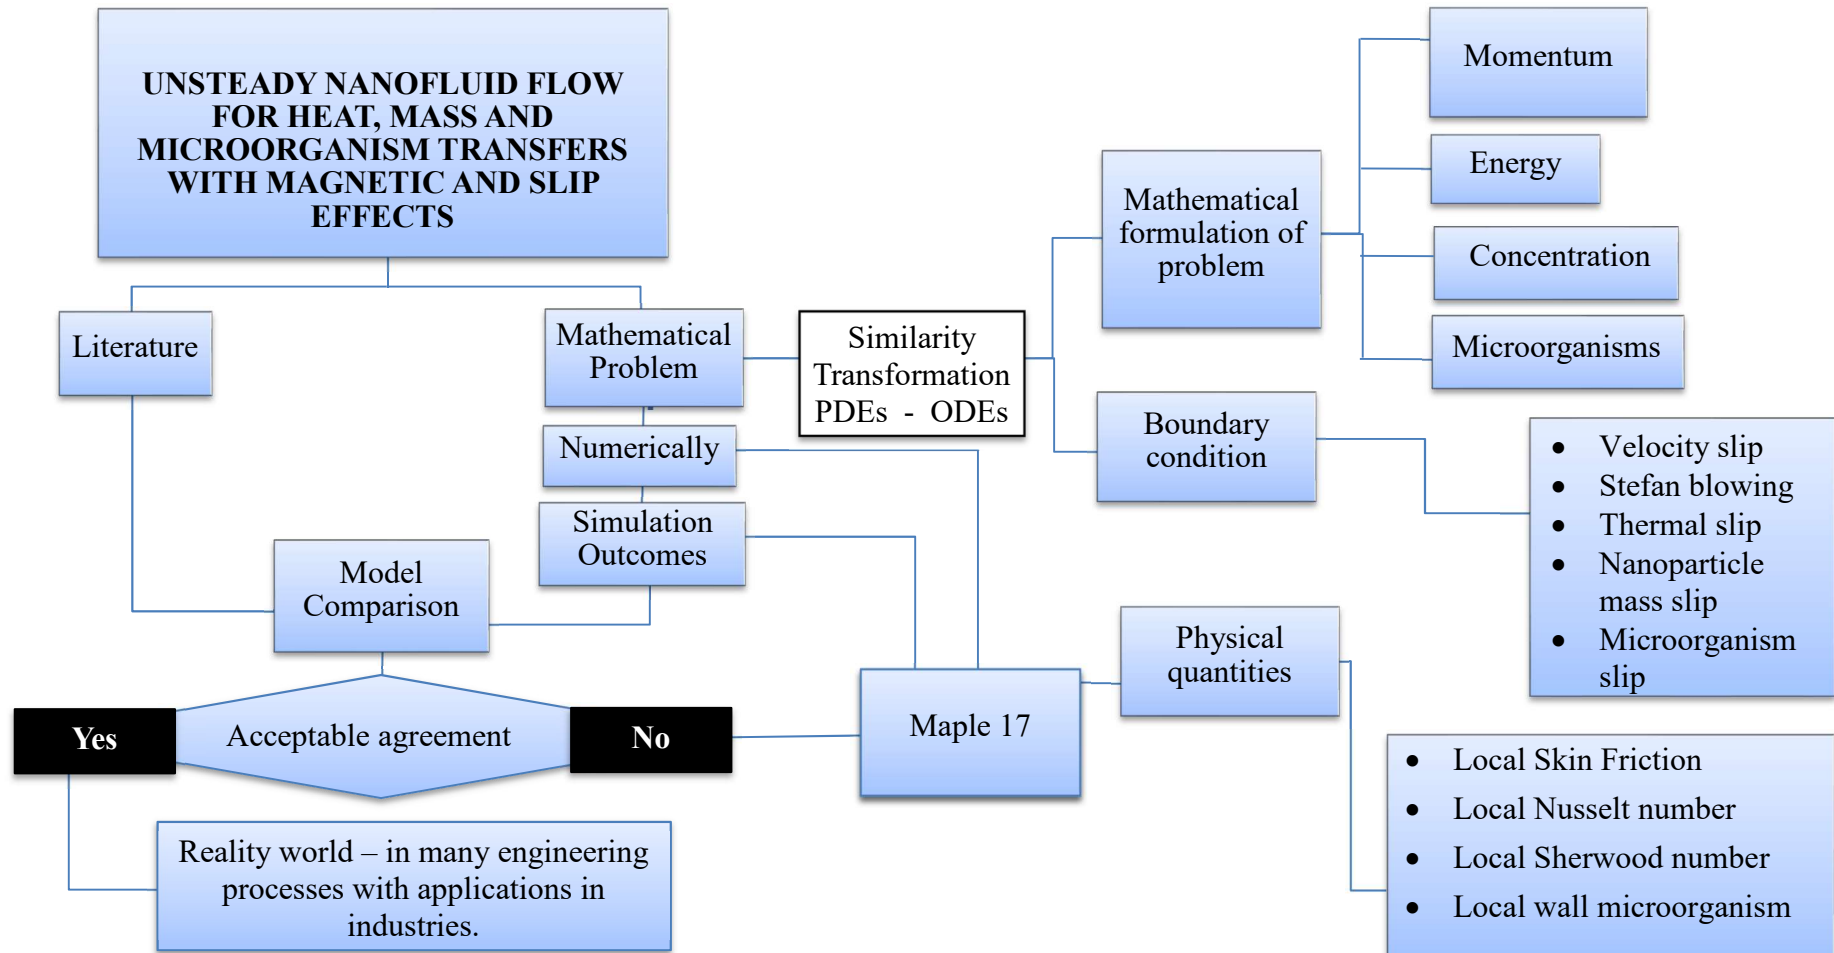 UNSTEADY NANOFLUID FLOW
FOR HEAT, MASS AND
MICROORGANISM TRANSFERS
WITH MAGNETIC AND SLIP
EFFECTS
Literature
Mathematical
Problem
Numerically
Simulation
Outcomes
Model
Comparison
Yes
Acceptable agreement
No
Reality world – in many engineering
processes with applications in
industries.
Similarity
Transformation
PDEs - ODEs
Mathematical
formulation of
problem
Momentum
Energy
Concentration
Microorganisms
Boundary
condition
• Velocity slip
• Stefan blowing
• Thermal slip
• Nanoparticle
mass slip
• Microorganism
slip
Maple 17
Physical
quantities
• Local Skin Friction
• Local Nusselt number
• Local Sherwood number
• Local wall microorganism